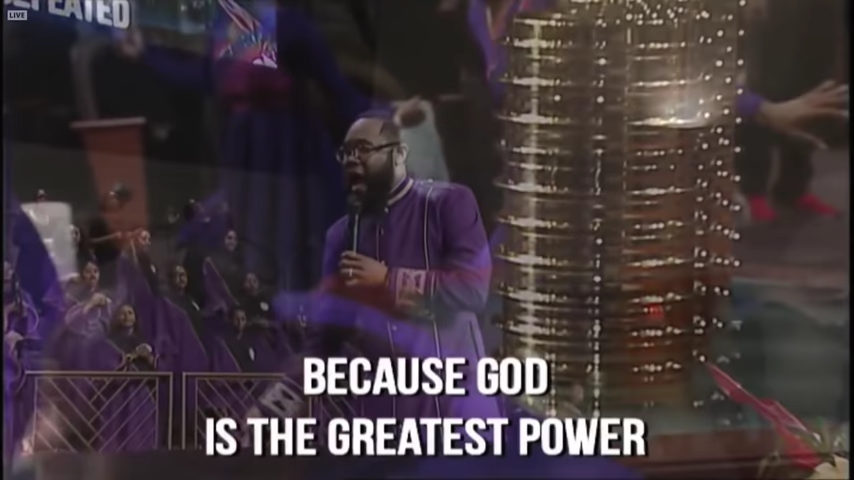 LIVE
DEFEATED
BECAUSE GOD
IS THE GREATEST POWER